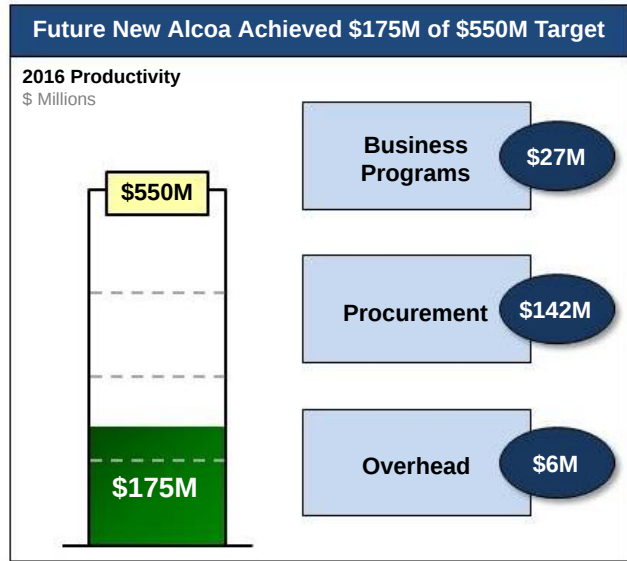 Future New Alcoa Achieved $175M of $550M Target
2016 Productivity
$ Millions
$550M
$175M
Business
Programs
$27M
Procurement
$142M
Overhead
$6M